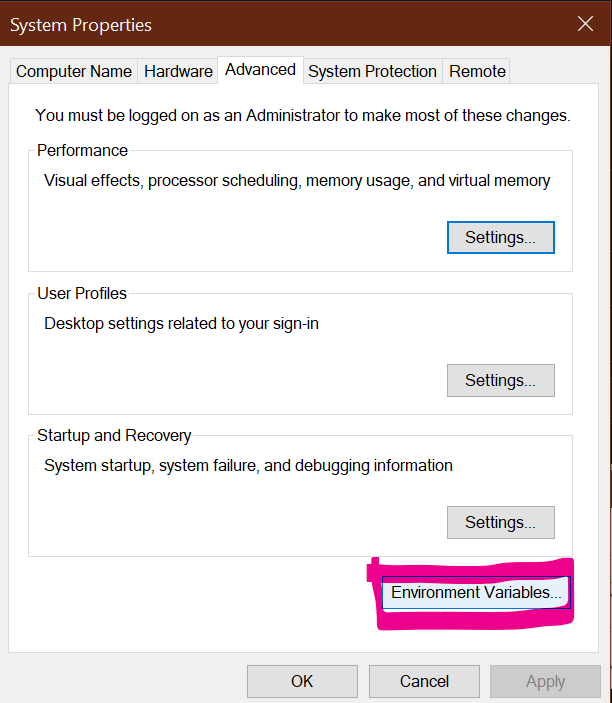 System Properties
Computer Name Hardware Advanced System Protection Remote
You must be logged on as an Administrator to make most of these changes.
Performance
Visual effects, processor scheduling, memory usage, and virtual memory
Settings...
User Profiles
Desktop settings related to your sign-in
Settings...
Startup and Recovery
System startup, system failure, and debugging information
Settings...
Environment Variables...
OK Cancel Apply